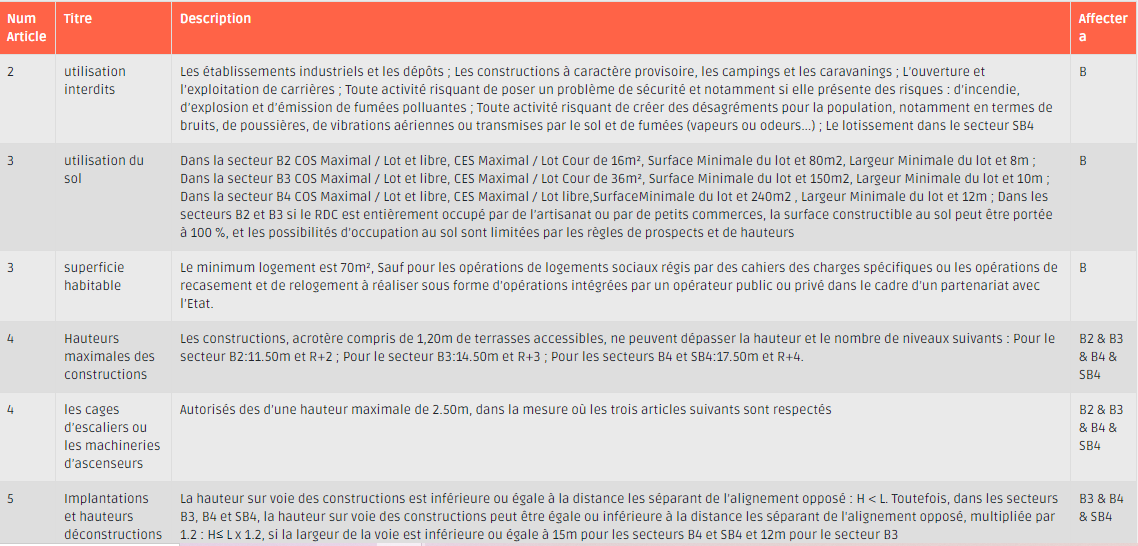 Num Article
Titre
Description
Affecter a
2
utilisation interdits
Les établissements industriels et les dépôts ; Les constructions à caractère provisoire, les campings et les caravanings ; L'ouverture et
l'exploitation de carrières ; Toute activité risquant de poser un problème de sécurité et notamment si elle présente des risques : d'incendie,
d'explosion et d'émission de fumées polluantes ; Toute activité risquant de créer des désagréments pour la population, notamment en termes de
bruits, de poussières, de vibrations aériennes ou transmises par le sol et de fumées (vapeurs ou odeurs...) ; Le lotissement dans le secteur SB4
B
3
utilisation du
sol
Dans la secteur B2 COS Maximal / Lot et libre, CES Maximal / Lot Cour de 16m², Surface Minimale du lot et 80m2, Largeur Minimale du lot et 8m ;
Dans la secteur B3 COS Maximal / Lot et libre, CES Maximal / Lot Cour de 36m², Surface Minimale du lot et 150m2, Largeur Minimale du lot et 10m ;
Dans la secteur B4 COS Maximal / Lot et libre, CES Maximal / Lot libre,SurfaceMinimale du lot et 240m2 , Largeur Minimale du lot et 12m ; Dans les
secteurs B2 et B3 si le RDC est entièrement occupé par de l'artisanat ou par de petits commerces, la surface constructible au sol peut être portée
à 100 %, et les possibilités d'occupation au sol sont limitées par les règles de prospects et de hauteurs
B
3
superficie
habitable
Le minimum logement est 70m², Sauf pour les opérations de logements sociaux régis par des cahiers des charges spécifiques ou les opérations de
recasement et de relogement à réaliser sous forme d'opérations intégrées par un opérateur public ou privé dans le cadre d'un partenariat avec
l'Etat.
B
4
Hauteurs
maximales des
constructions
Les constructions, acrotère compris de 1,20m de terrasses accessibles, ne peuvent dépasser la hauteur et le nombre de niveaux suivants : Pour le
secteur B2:11.50m et R+2 ; Pour le secteur B3:14.50m et R+3 ; Pour les secteurs B4 et SB4:17.50m et R+4.
B2 & B3
& B4 &
SB4
4
les cages
d'escaliers ou
les machineries
d'ascenseurs
Autorisés des d'une hauteur maximale de 2.50m, dans la mesure où les trois articles suivants sont respectés
B2 & B3
& B4 &
SB4
5
Implantations
et hauteurs
déconstructions
La hauteur sur voie des constructions est inférieure ou égale à la distance les séparant de l'alignement opposé : H < L. Toutefois, dans les secteurs
B3, B4 et SB4, la hauteur sur voie des constructions peut être égale ou inférieure à la distance les séparant de l'alignement opposé, multipliée par
1.2 : H≤ L x 1.2, si la largeur de la voie est inférieure ou égale à 15m pour les secteurs B4 et SB4 et 12m pour le secteur B3
B3 & B4
& SB4